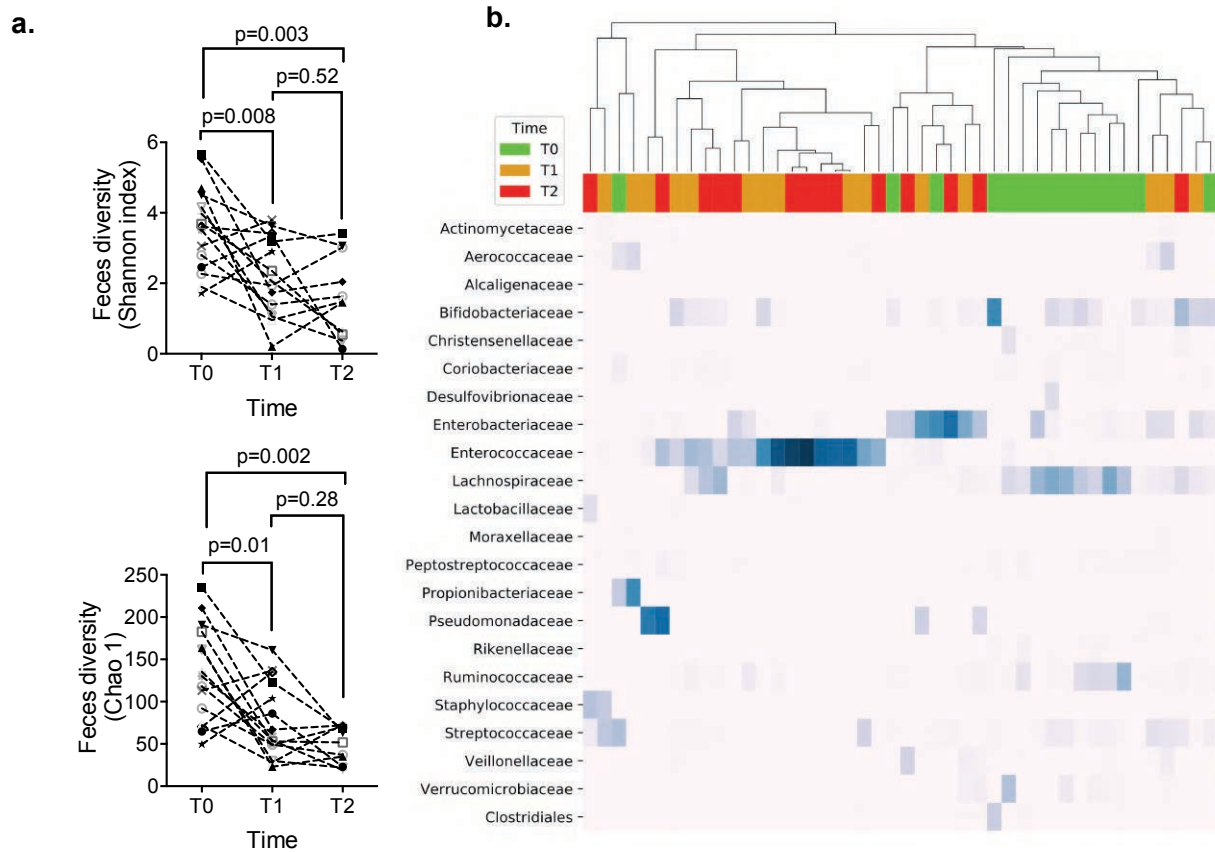 a.
p=0.003
p=0.52
p=0.008
6
4
2
0
Feces diversity
(Shannon index)
T0
T1
T2
Time
p=0.002
p=0.28
p=0.01
250
200
150
100
50
0
Feces diversity
(Chao 1)
T0
T1
T2
Time
b.
Time
T0
T1
T2
Actinomycetaceae
Aerococcaceae
Alcaligenaceae
Bifidobacteriaceae
Christensenellaceae
Coriobacteriaceae
Desulfovibrionaceae
Enterobacteriaceae
Enterococcaceae
Lachnospiraceae
Lactobacillaceae
Moraxellaceae
Peptostreptococcaceae
Propionibacteriaceae
Pseudomonadaceae
Rikenellaceae
Ruminococcaceae
Staphylococcaceae
Streptococcaceae
Veillonellaceae
Verrucomicrobiaceae
Clostridiales